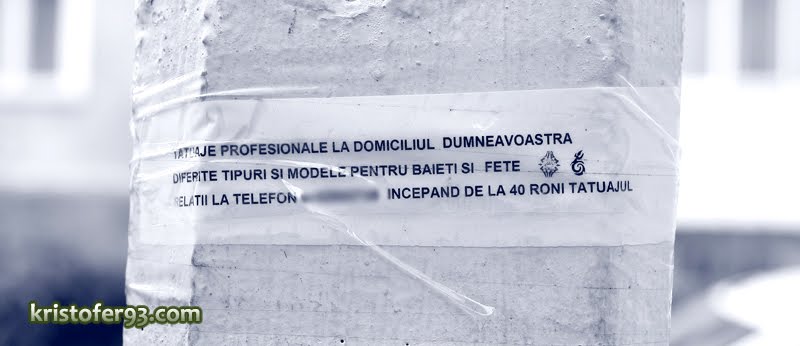 TATUAJE PROFESIONALE LA DOMICILIUL DUMNEAVOASTRA
DIFERITE TIPURI SI MODELE PENTRU BAIETI SI FETE
RELATII LA TELEFON INCEPAND DE LA 40 RONI TATUAJUL
kristofer93.com